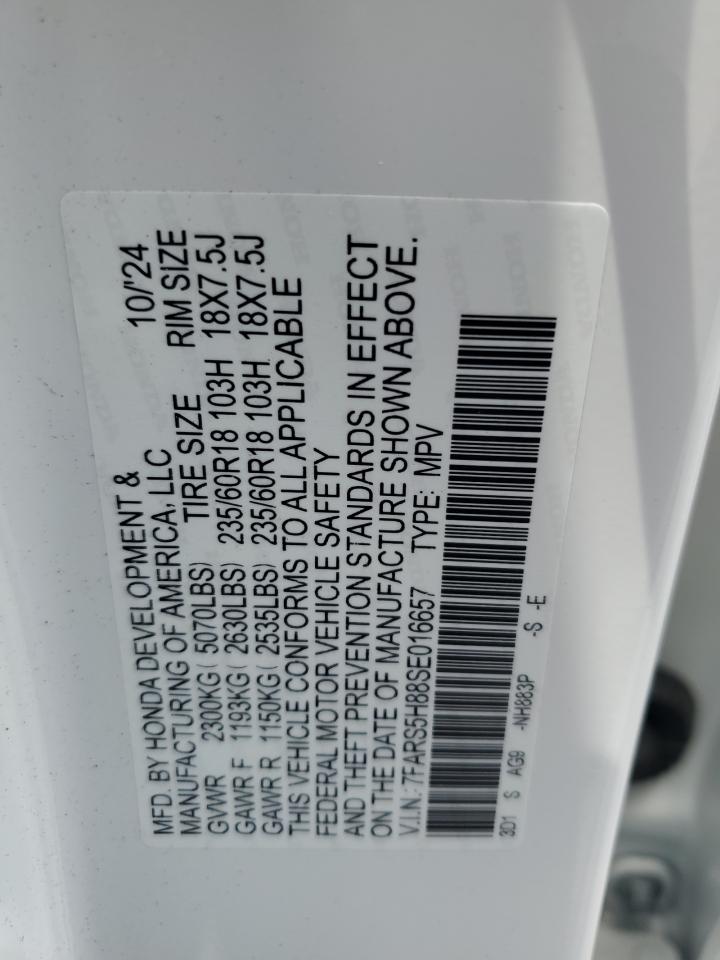 MFD. BY HONDA DEVELOPMENT & 10/'24
MANUFACTURING OF AMERICA, LLC
GVWR 2300KG( 5070LBS) TIRE SIZE RIM SIZE
GAWR F 1193KG( 2630LBS) 235/60R18 103H 18X7.5J
GAWR R 1150KG( 2535LBS) 235/60R18 103H 18X7.5J
THIS VEHICLE CONFORMS TO ALL APPLICABLE
FEDERAL MOTOR VEHICLE SAFETY
AND THEFT PREVENTION STANDARDS IN EFFECT
ON THE DATE OF MANUFACTURE SHOWN ABOVE.
V.I.N.: 7FARS5H88SE016657 TYPE: MPV
3D1 S AG9 -NH883P -S -E